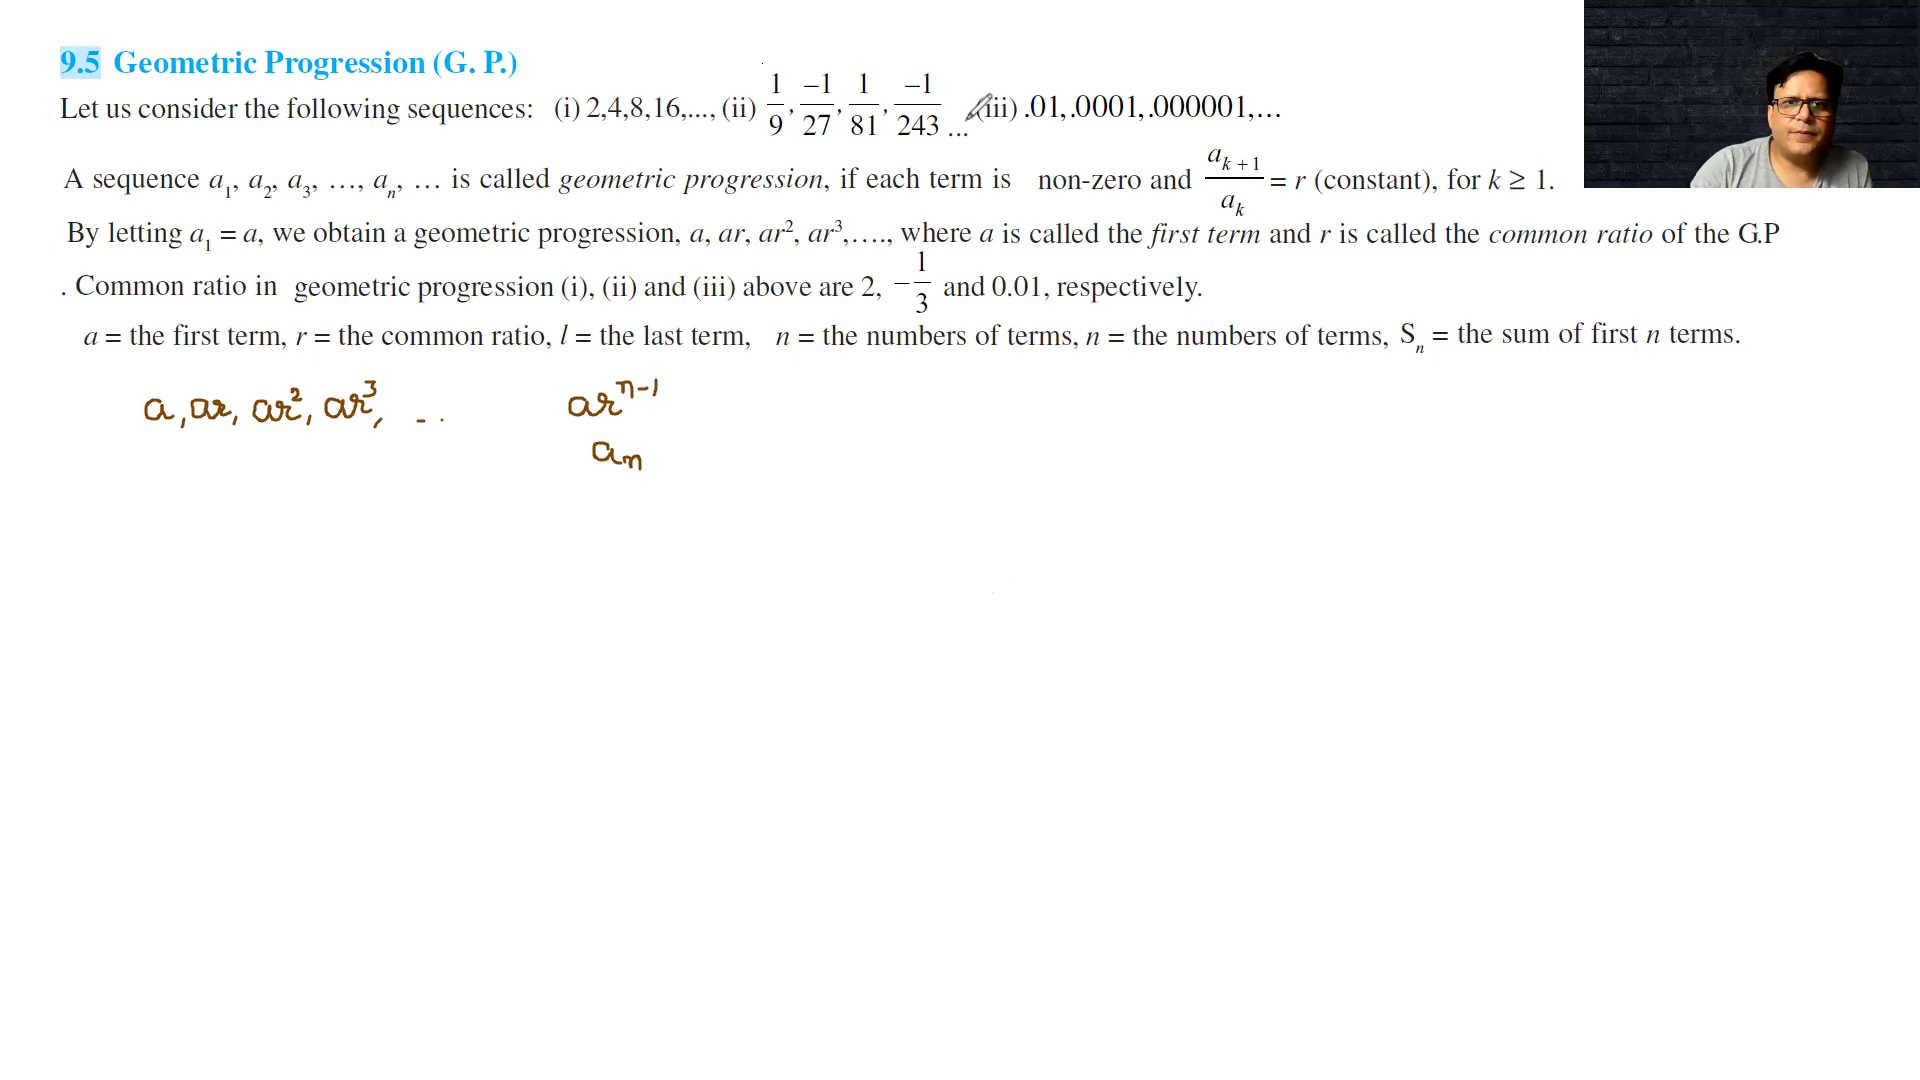 9.5 Geometric Progression (G. P.)
Let us consider the following sequences: (i) 2,4,8,16,..., (ii) 1/9, –1/27, 1/81, –1/243 ... (iii) .01,.0001,.000001,...
A sequence a₁, a₂, a₃, …, aₙ, … is called geometric progression, if each term is non-zero and aₖ₊₁/aₖ = r (constant), for k ≥ 1.
By letting a₁ = a, we obtain a geometric progression, a, ar, ar², ar³,…., where a is called the first term and r is called the common ratio of the G.P
. Common ratio in geometric progression (i), (ii) and (iii) above are 2, –1/3 and 0.01, respectively.
a = the first term, r = the common ratio, l = the last term, n = the numbers of terms, n = the numbers of terms, Sₙ = the sum of first n terms.
a, ar, ar², ar³, - .. arⁿ⁻¹
aₙ